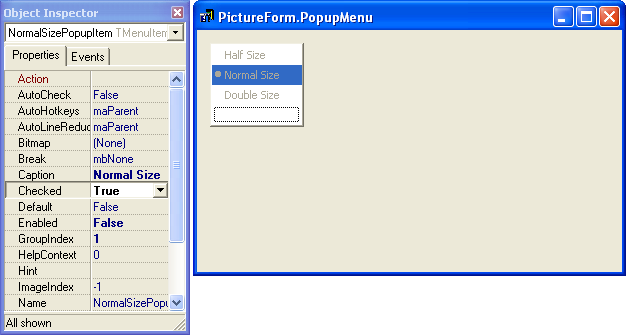 Object Inspector
NormalSizePopupItem TMenuItem
Properties
Events
Action
AutoCheck False
AutoHotkeys maParent
AutoLineReduc maParent
Bitmap (None)
Break mbNone
Caption Normal Size
Checked True
Default False
Enabled False
GroupIndex 1
HelpContext 0
Hint
ImageIndex -1
Name NormalSizePopu
All shown
PictureForm.PopupMenu
Half Size
Normal Size
Double Size